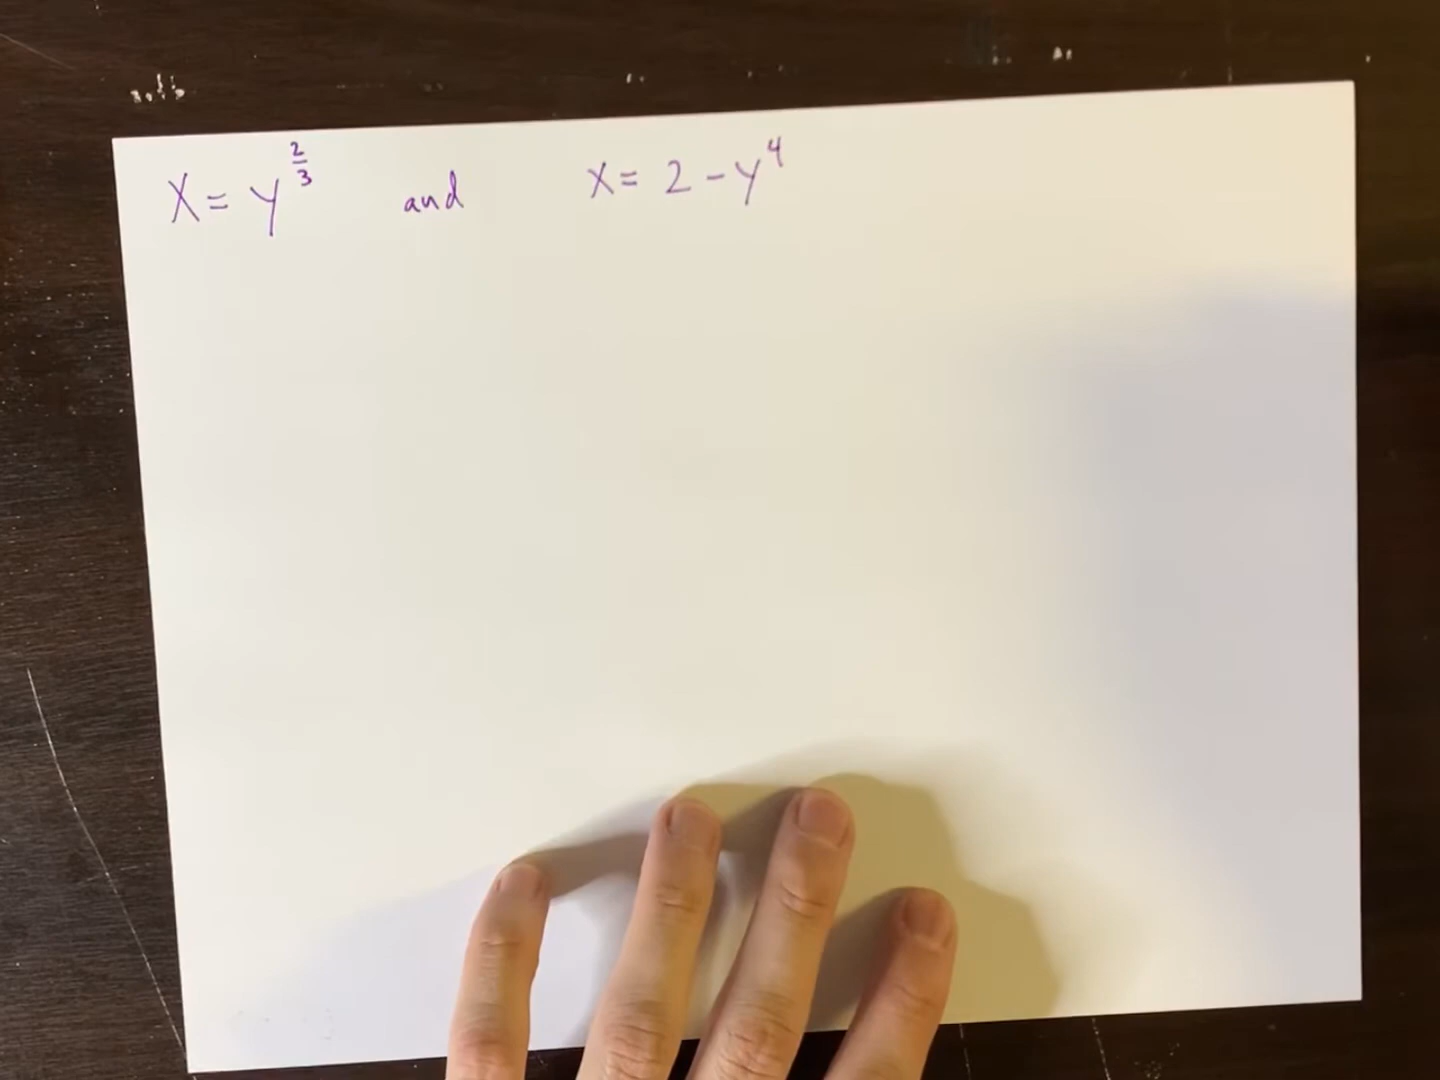 X = y^{2/3} and X = 2 - y^4